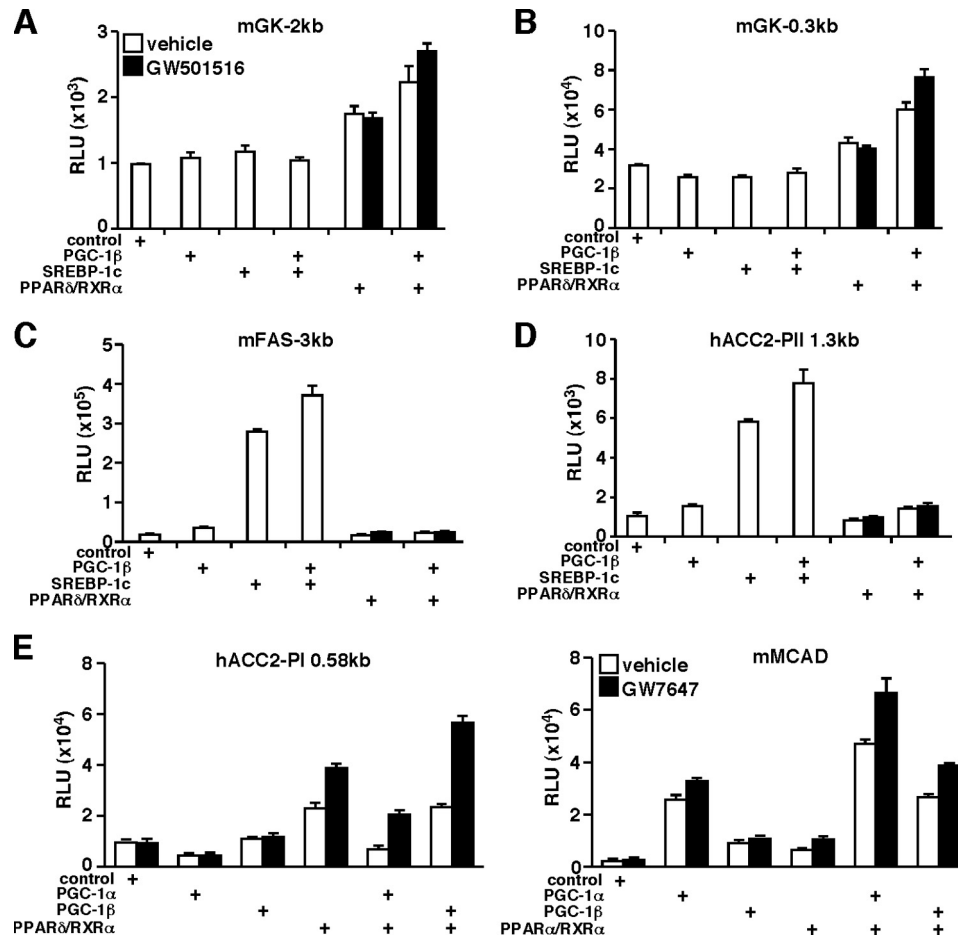 A
mGK-2kb
vehicle
GW501516
RLU (x10³)
3
2
1
0
control +
PGC-1β + + +
SREBP-1c + +
PPARδ/RXRα + +
B
mGK-0.3kb
RLU (x10⁴)
10
8
6
4
2
0
control +
PGC-1β + + +
SREBP-1c + +
PPARδ/RXRα + +
C
mFAS-3kb
RLU (x10⁵)
5
4
3
2
1
0
control +
PGC-1β + + +
SREBP-1c + +
PPARδ/RXRα + +
D
hACC2-PII 1.3kb
RLU (x10³)
10
8
6
4
2
0
control +
PGC-1β + + +
SREBP-1c + +
PPARδ/RXRα + +
E
hACC2-PI 0.58kb
RLU (x10⁴)
8
6
4
2
0
control +
PGC-1α + +
PGC-1β + +
PPARδ/RXRα + + +
mMCAD
vehicle
GW7647
RLU (x10⁴)
8
6
4
2
0
control +
PGC-1α + +
PGC-1β + +
PPARα/RXRα + + +